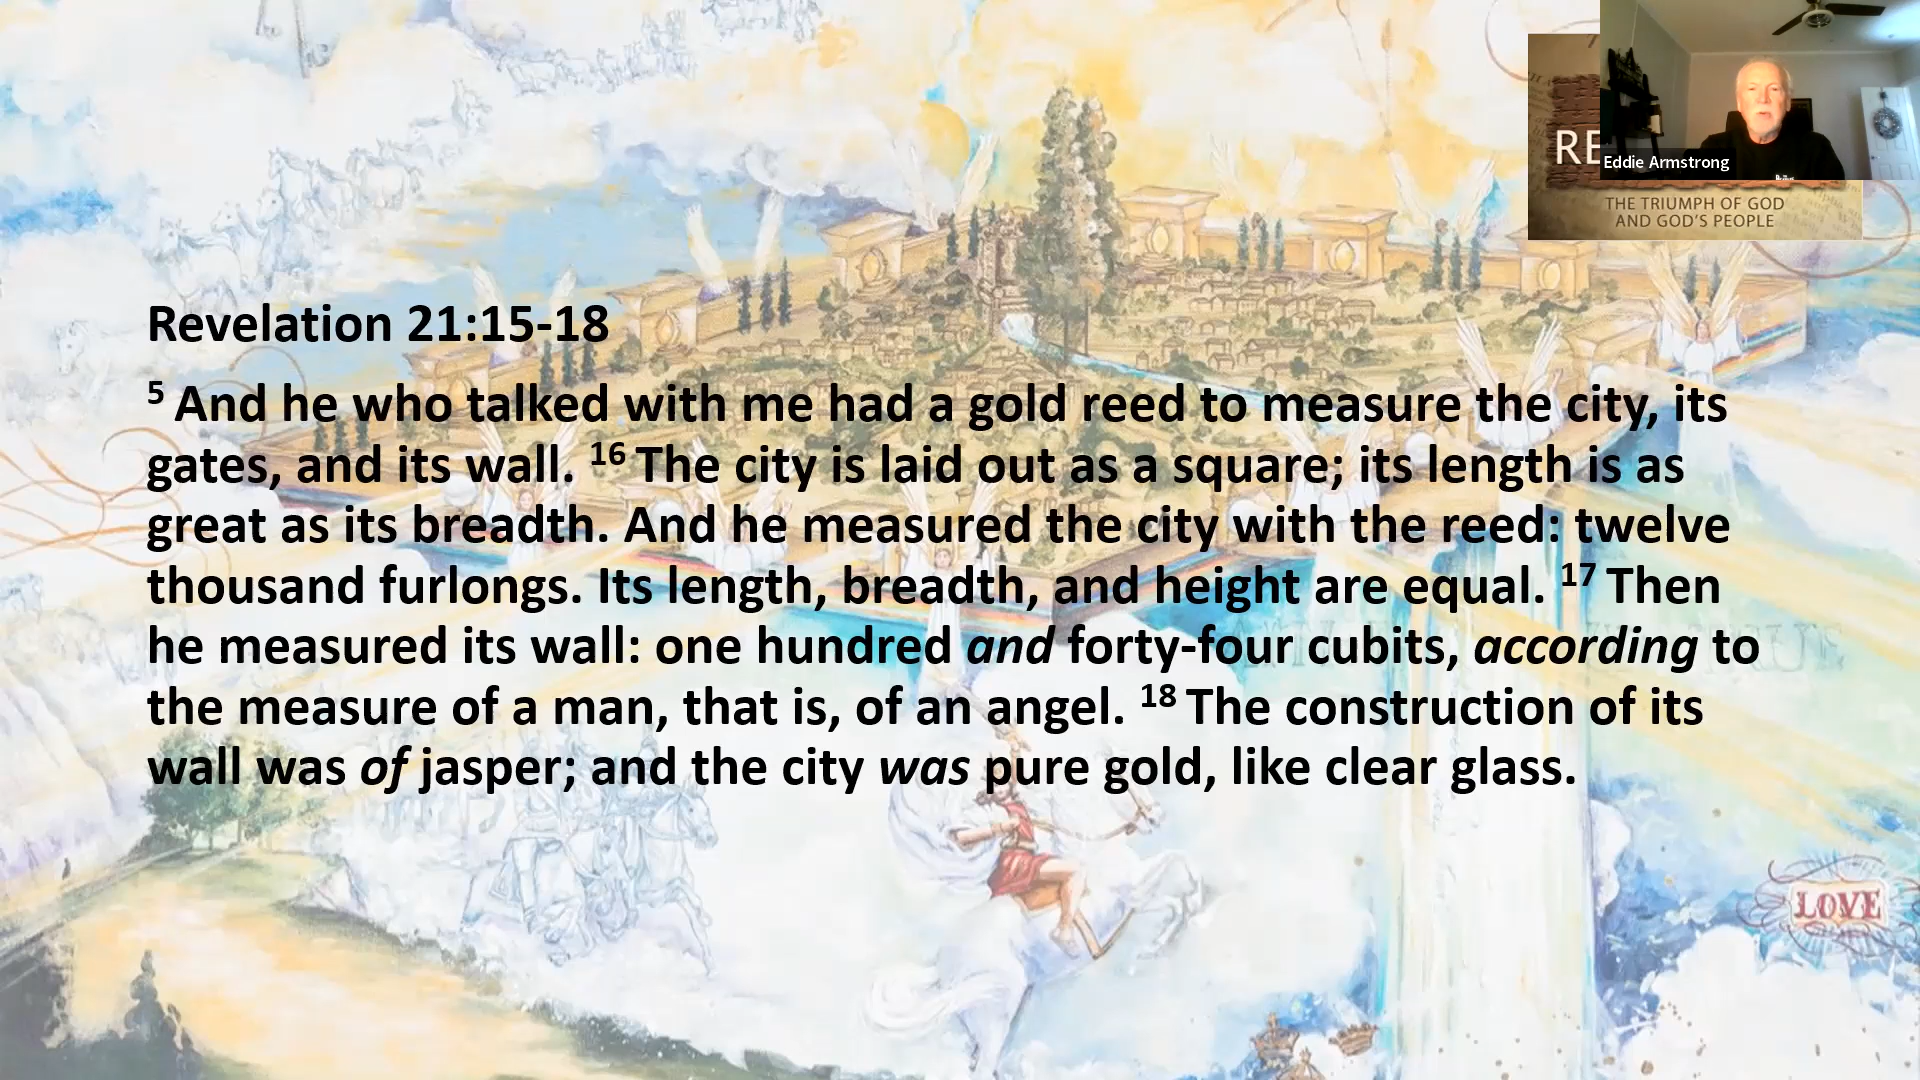 RE
Eddie Armstrong
THE TRIUMPH OF GOD
AND GOD'S PEOPLE
Revelation 21:15-18
5 And he who talked with me had a gold reed to measure the city, its
gates, and its wall. 16 The city is laid out as a square; its length is as
great as its breadth. And he measured the city with the reed: twelve
thousand furlongs. Its length, breadth, and height are equal. 17 Then
he measured its wall: one hundred and forty-four cubits, according to
the measure of a man, that is, of an angel. 18 The construction of its
wall was of jasper; and the city was pure gold, like clear glass.
LOVE